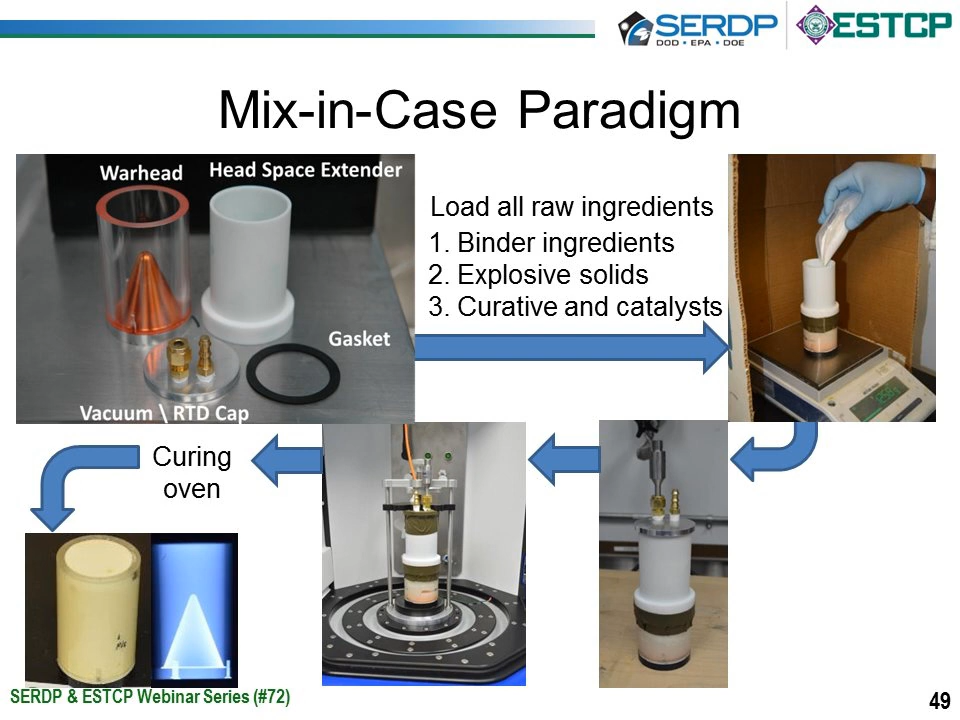 SERDP
DOD • EPA • DOE
ESTCP
Mix-in-Case Paradigm
Warhead
Head Space Extender
Gasket
Vacuum \ RTD Cap
Load all raw ingredients
1. Binder ingredients
2. Explosive solids
3. Curative and catalysts
Curing
oven
SERDP & ESTCP Webinar Series (#72)
49